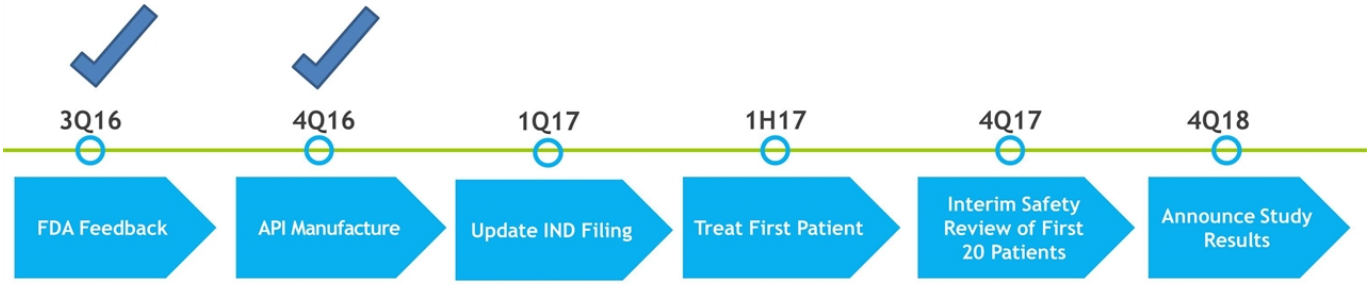 3Q16
4Q16
1Q17
1H17
4Q17
4Q18
FDA Feedback
API Manufacture
Update IND Filing
Treat First Patient
Interim Safety
Review of First
20 Patients
Announce Study
Results